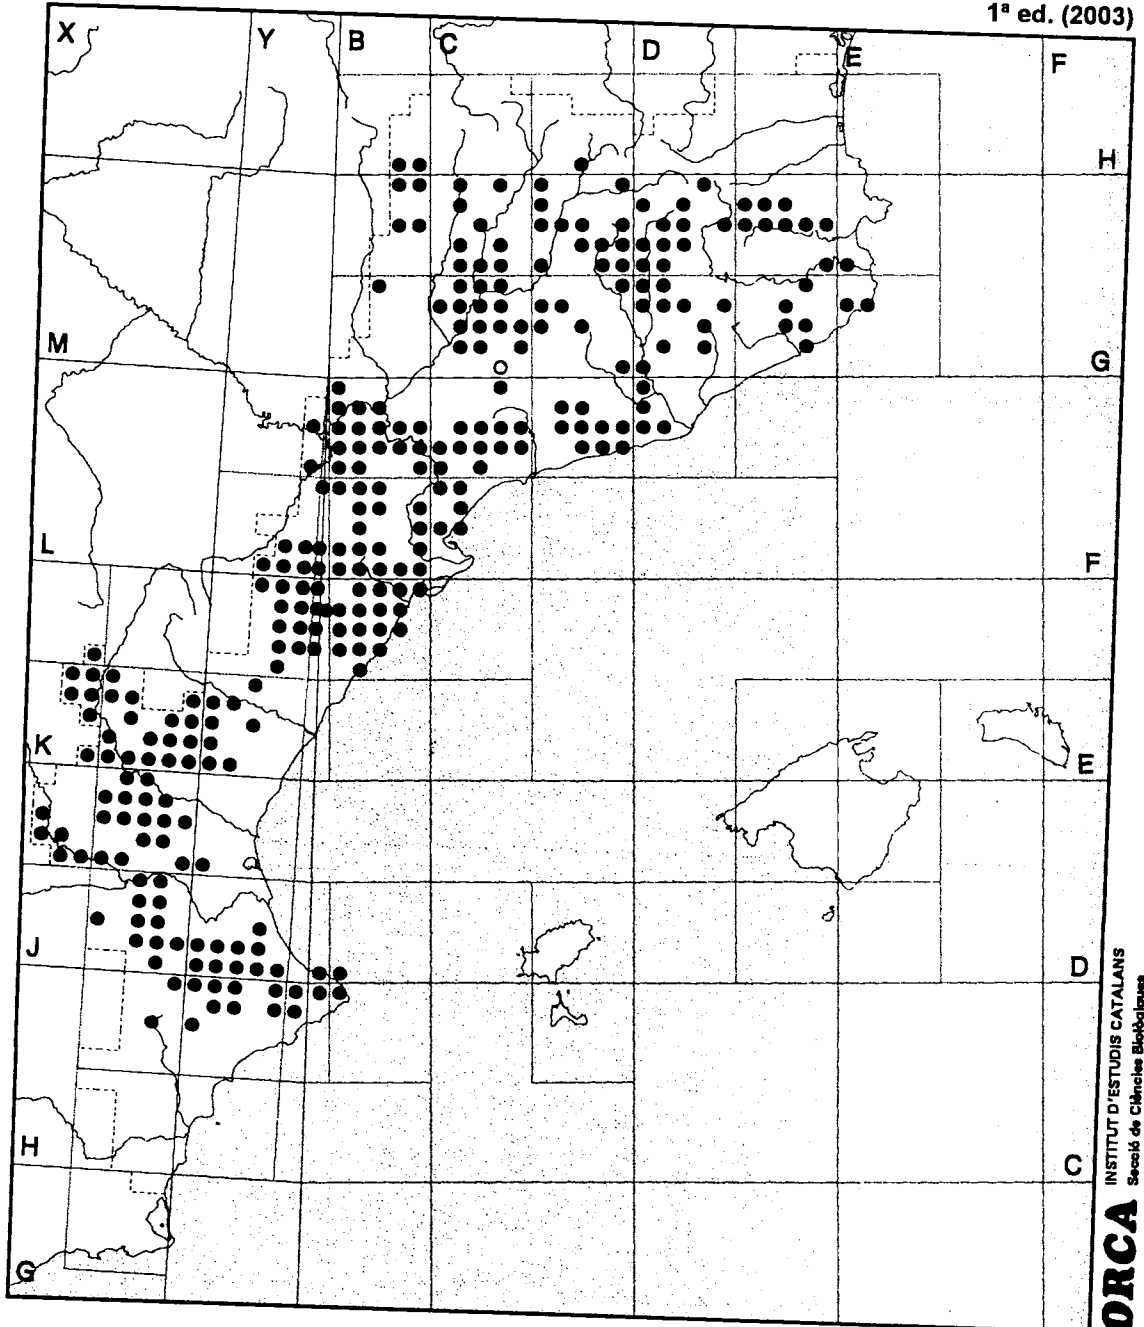 1ª ed. (2003)
X Y B C D E F
H
M G
L F
K E
J D
H C
G
ORCA
INSTITUT D'ESTUDIS CATALANS
Secció de Ciències Biològiques